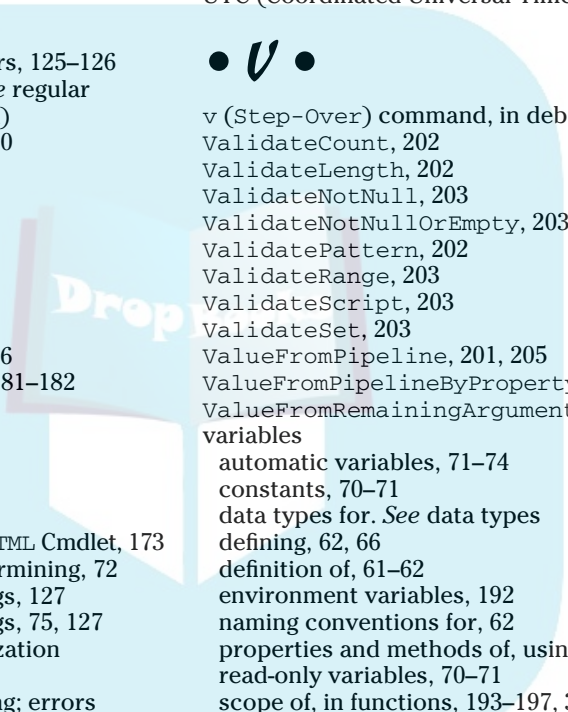 rs, 125–126
e regular
)
0
6
81–182
TML Cmdlet, 173
rmining, 72
gs, 127
gs, 75, 127
zation
ng; errors
UTC (Coordinated Universal Time
• V •
v (Step-Over) command, in deb
ValidateCount, 202
ValidateLength, 202
ValidateNotNull, 203
ValidateNotNullOrEmpty, 203
ValidatePattern, 202
ValidateRange, 203
ValidateScript, 203
ValidateSet, 203
ValueFromPipeline, 201, 205
ValueFromPipelineByProperty
ValueFromRemainingArgument
variables
automatic variables, 71–74
constants, 70–71
data types for. See data types
defining, 62, 66
definition of, 61–62
environment variables, 192
naming conventions for, 62
properties and methods of, usin
read-only variables, 70–71
scope of, in functions, 193–197, 3